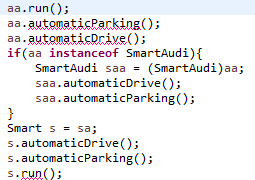 aa.run();
aa.automaticParking();
aa.automaticDrive();
if(aa instanceof SmartAudi){
    SmartAudi saa = (SmartAudi)aa;
    saa.automaticDrive();
    saa.automaticParking();
}
Smart s = sa;
s.automaticDrive();
s.automaticParking();
s.run();